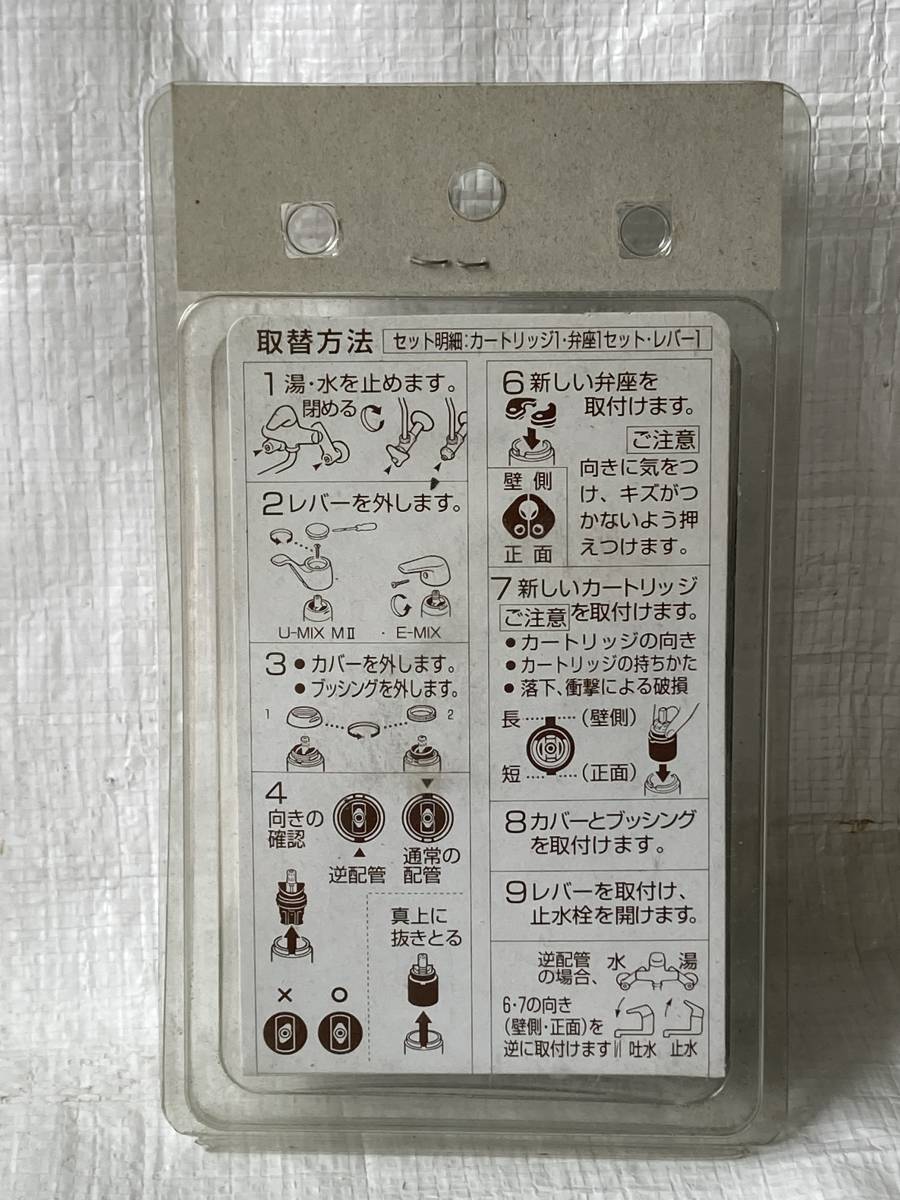 取替方法
セット明細:カートリッジ1・弁座1セット・レバー1
1 湯・水を止めます。
閉める
2 レバーを外します。
U-MIX MⅡ ・ E-MIX
3 ● カバーを外します。
● ブッシングを外します。
1 2
4
向きの
確認
逆配管
通常の
配管
真上に
抜きとる
× ○
6 新しい弁座を
取付けます。
ご注意
向きに気をつ
け、キズがつ
かないよう押
えつけます。
壁側
正面
7 新しいカートリッジ
ご注意 を取付けます。
● カートリッジの向き
● カートリッジの持ちかた
● 落下、衝撃による破損
長 (壁側)
短 (正面)
8 カバーとブッシング
を取付けます。
9 レバーを取付け、
止水栓を開けます。
逆配管
の場合、
水 湯
6・7の向き
(壁側・正面)を
逆に取付けます
吐水 止水